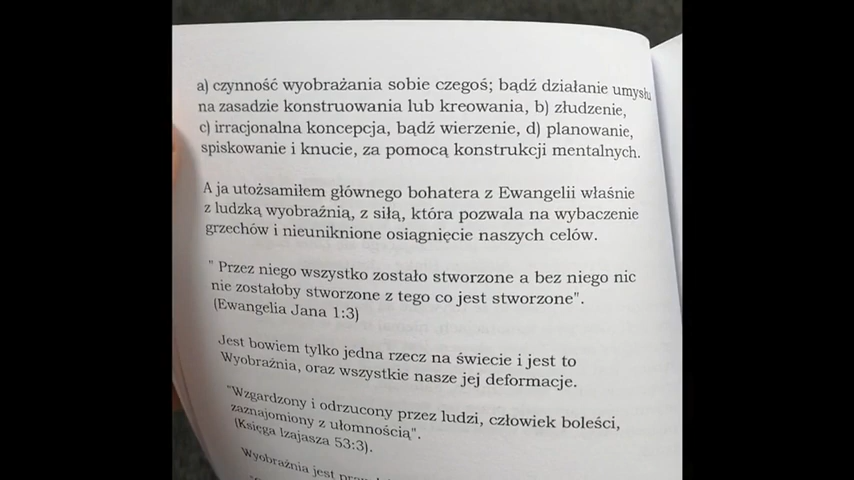 a) czynność wyobrażania sobie czegoś; bądź działanie umysłu
na zasadzie konstruowania lub kreowania, b) złudzenie,
c) irracjonalna koncepcja, bądź wierzenie, d) planowanie,
spiskowanie i knucie, za pomocą konstrukcji mentalnych.
A ja utożsamiłem głównego bohatera z Ewangelii właśnie
z ludzką wyobraźnią, z siłą, która pozwala na wybaczenie
grzechów i nieuniknione osiągnięcie naszych celów.
" Przez niego wszystko zostało stworzone a bez niego nic
nie zostałoby stworzone z tego co jest stworzone".
(Ewangelia Jana 1:3)
Jest bowiem tylko jedna rzecz na świecie i jest to
Wyobraźnia, oraz wszystkie nasze jej deformacje.
"Wzgardzony i odrzucony przez ludzi, człowiek boleści,
zaznajomiony z ułomnością".
(Księga Izajasza 53:3).
Wyobraźnia jest